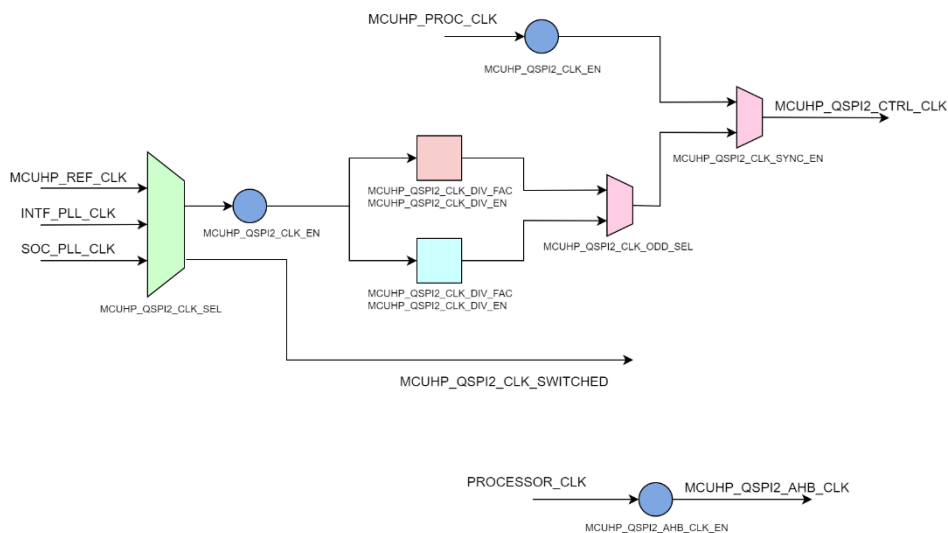 MCUHP_PROC_CLK
MCUHP_QSPI2_CLK_EN
MCUHP_QSPI2_CTRL_CLK
MCUHP_QSPI2_CLK_SYNC_EN
MCUHP_REF_CLK
INTF_PLL_CLK
SOC_PLL_CLK
MCUHP_QSPI2_CLK_SEL
MCUHP_QSPI2_CLK_EN
MCUHP_QSPI2_CLK_DIV_FAC
MCUHP_QSPI2_CLK_DIV_EN
MCUHP_QSPI2_CLK_ODD_SEL
MCUHP_QSPI2_CLK_DIV_FAC
MCUHP_QSPI2_CLK_DIV_EN
MCUHP_QSPI2_CLK_SWITCHED
PROCESSOR_CLK
MCUHP_QSPI2_AHB_CLK
MCUHP_QSPI2_AHB_CLK_EN